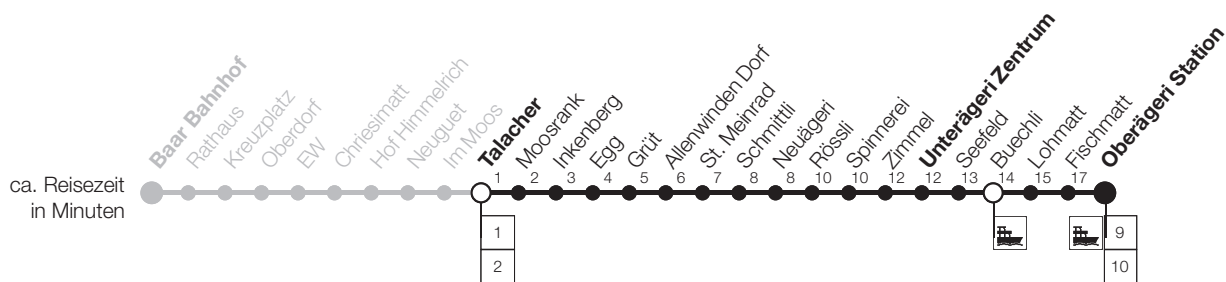 Baar Bahnhof
Rathaus
Kreuzplatz
Oberdorf
EW
Chriesimatt
Hof Himmelrich
Neuguet
Im Moos
Talacher
Moosrank
Inkenberg
Egg
Grüt
Allenwinden Dorf
St. Meinrad
Schmittli
Neuägeri
Rössli
Spinnerei
Zimmel
Unterägeri Zentrum
Seefeld
Buechli
Lohmatt
Fischmatt
Oberägeri Station
ca. Reisezeit
in Minuten
1 2 3 4 5 6 7 8 8 10 10 12 12 13 14 15 17
1 9
2 10